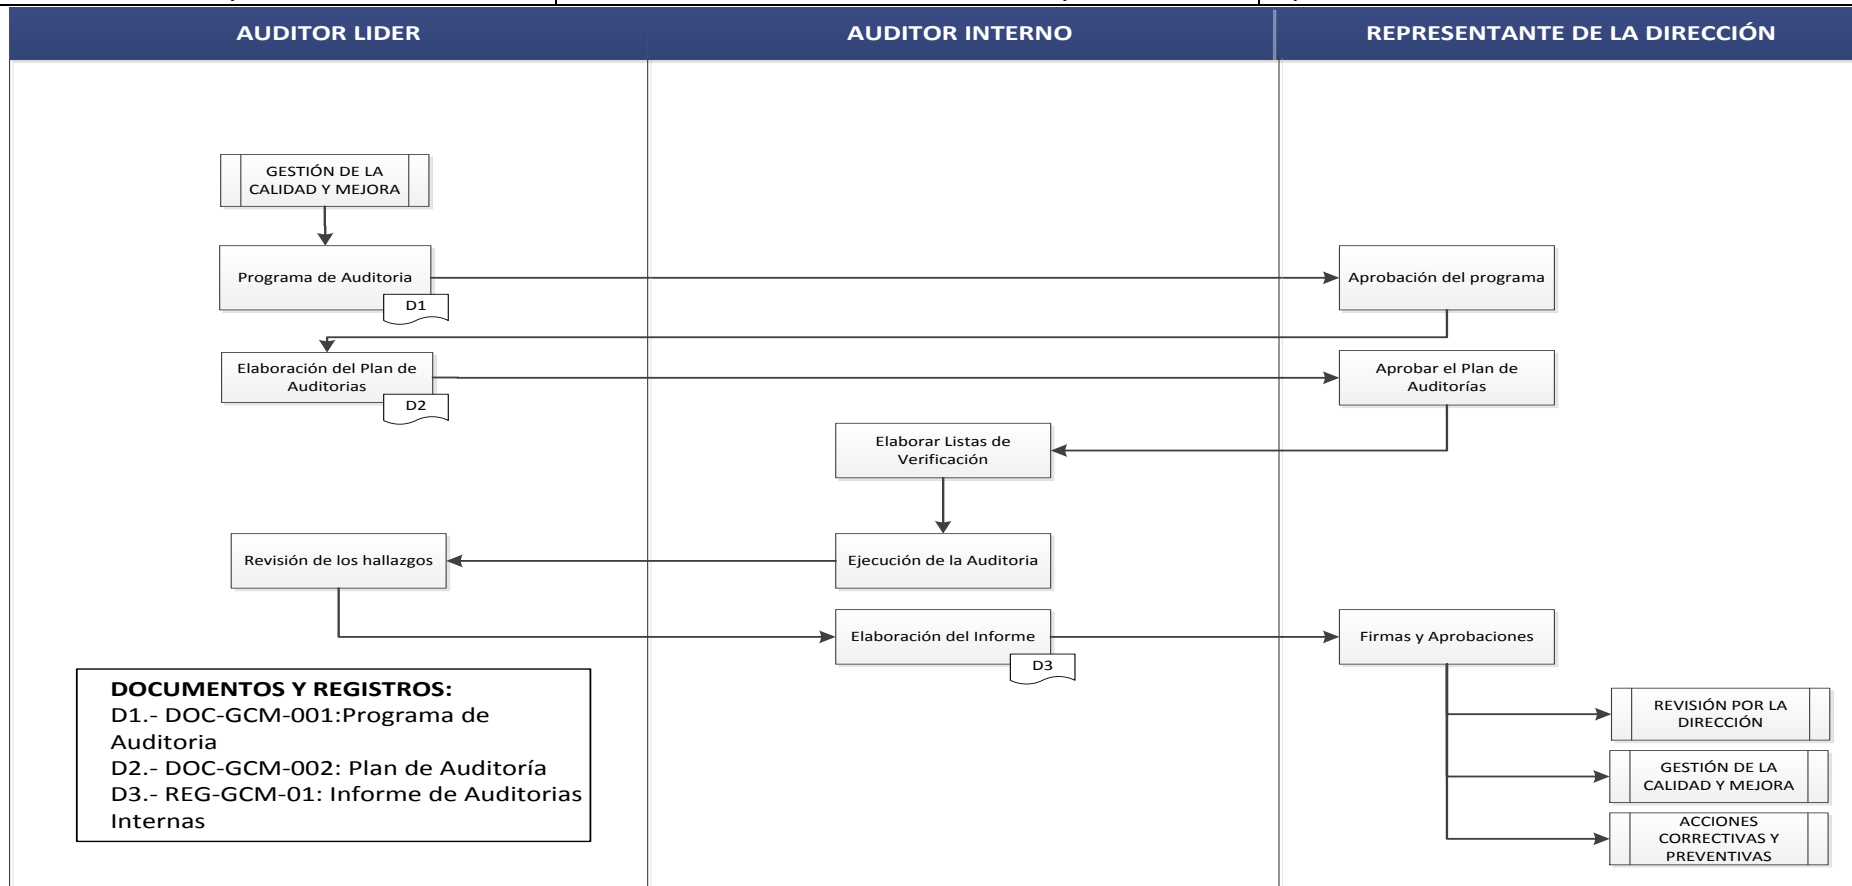 AUDITOR LIDER
AUDITOR INTERNO
REPRESENTANTE DE LA DIRECCIÓN
GESTIÓN DE LA
CALIDAD Y MEJORA
Programa de Auditoria
D1
Aprobación del programa
Elaboración del Plan de
Auditorias
D2
Aprobar el Plan de
Auditorías
Elaborar Listas de
Verificación
Revisión de los hallazgos
Ejecución de la Auditoria
Elaboración del Informe
D3
Firmas y Aprobaciones
DOCUMENTOS Y REGISTROS:
D1.- DOC-GCM-001:Programa de
Auditoria
D2.- DOC-GCM-002: Plan de Auditoría
D3.- REG-GCM-01: Informe de Auditorias
Internas
REVISIÓN POR LA
DIRECCIÓN
GESTIÓN DE LA
CALIDAD Y MEJORA
ACCIONES
CORRECTIVAS Y
PREVENTIVAS